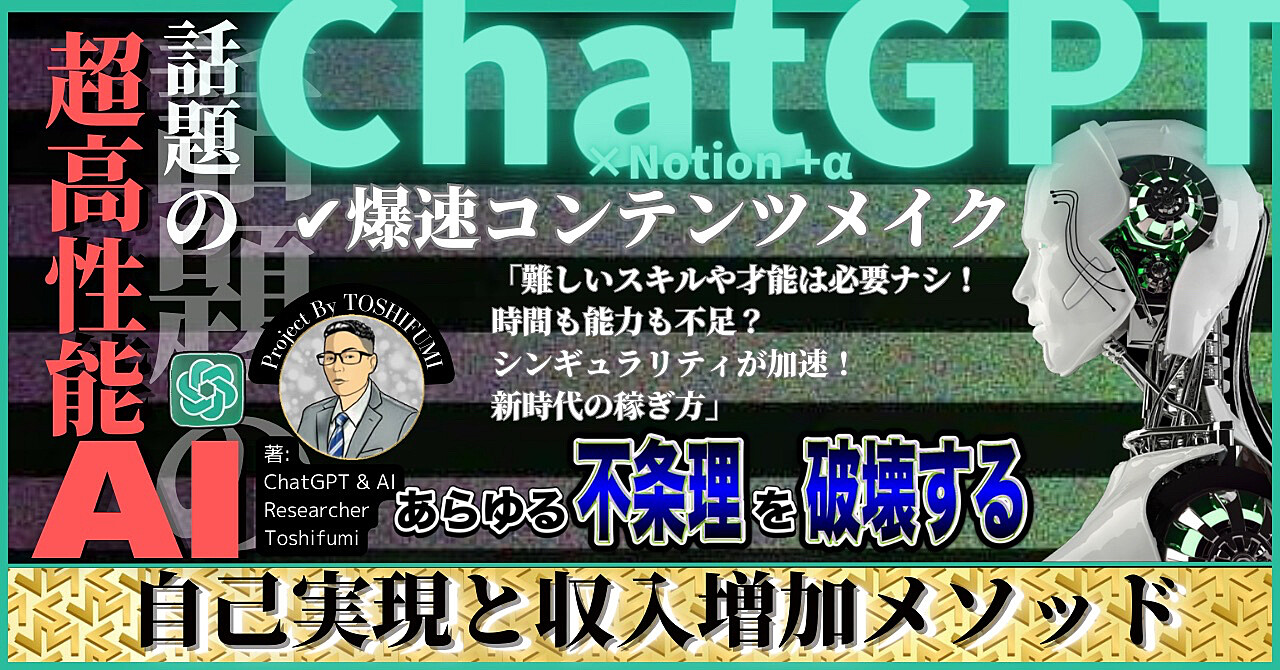 話題の
超高性能
AI
ChatGPT
×Notion +α
✔爆速コンテンツメイク
「難しいスキルや才能は必要ナシ！
時間も能力も不足？
シンギュラリティが加速！
新時代の稼ぎ方」
Project By TOSHIFUMI
著:
ChatGPT & AI
Researcher
Toshifumi
あらゆる不条理を破壊する
自己実現と収入増加メソッド